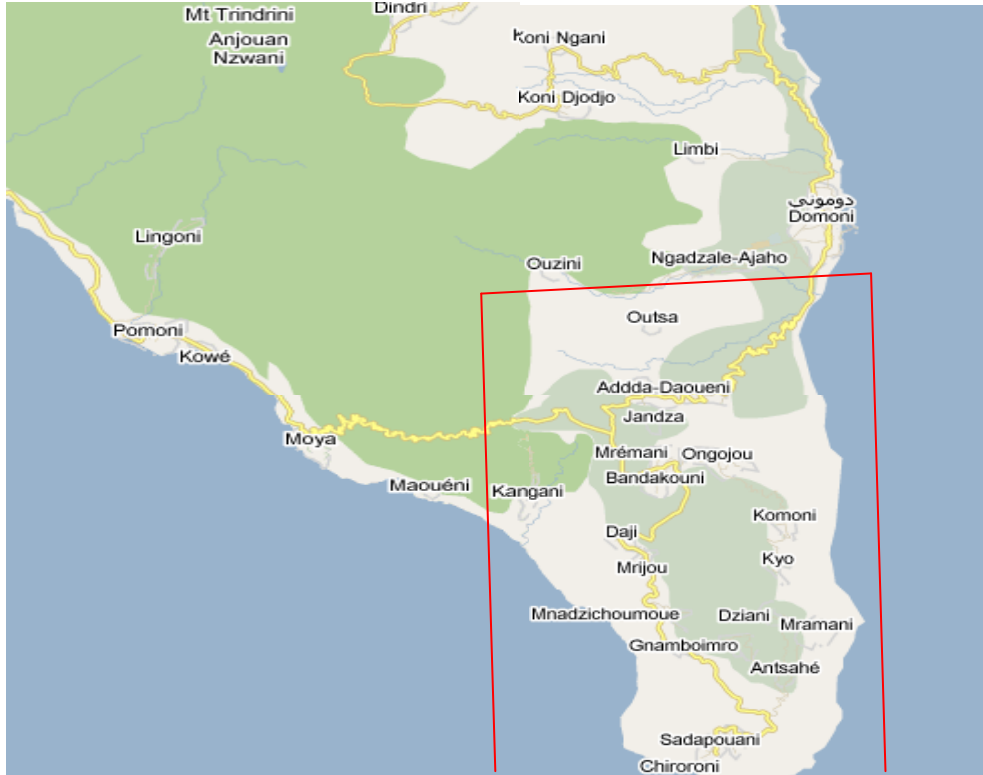 Dindri
Mt Trindrini
Anjouan
Nzwani
Koni Ngani
Koni Djodjo
Limbi
دوموني
Domoni
Lingoni
Ouzini
Ngadzale-Ajaho
Outsa
Pomoni
Kowé
Addda-Daoueni
Jandza
Moya
Mrémani
Ongojou
Bandakouni
Maouéni
Kangani
Komoni
Daji
Kyo
Mrijou
Mnadzichoumoue
Dziani
Mramani
Gnamboimro
Antsahé
Sadapouani
Chiroroni